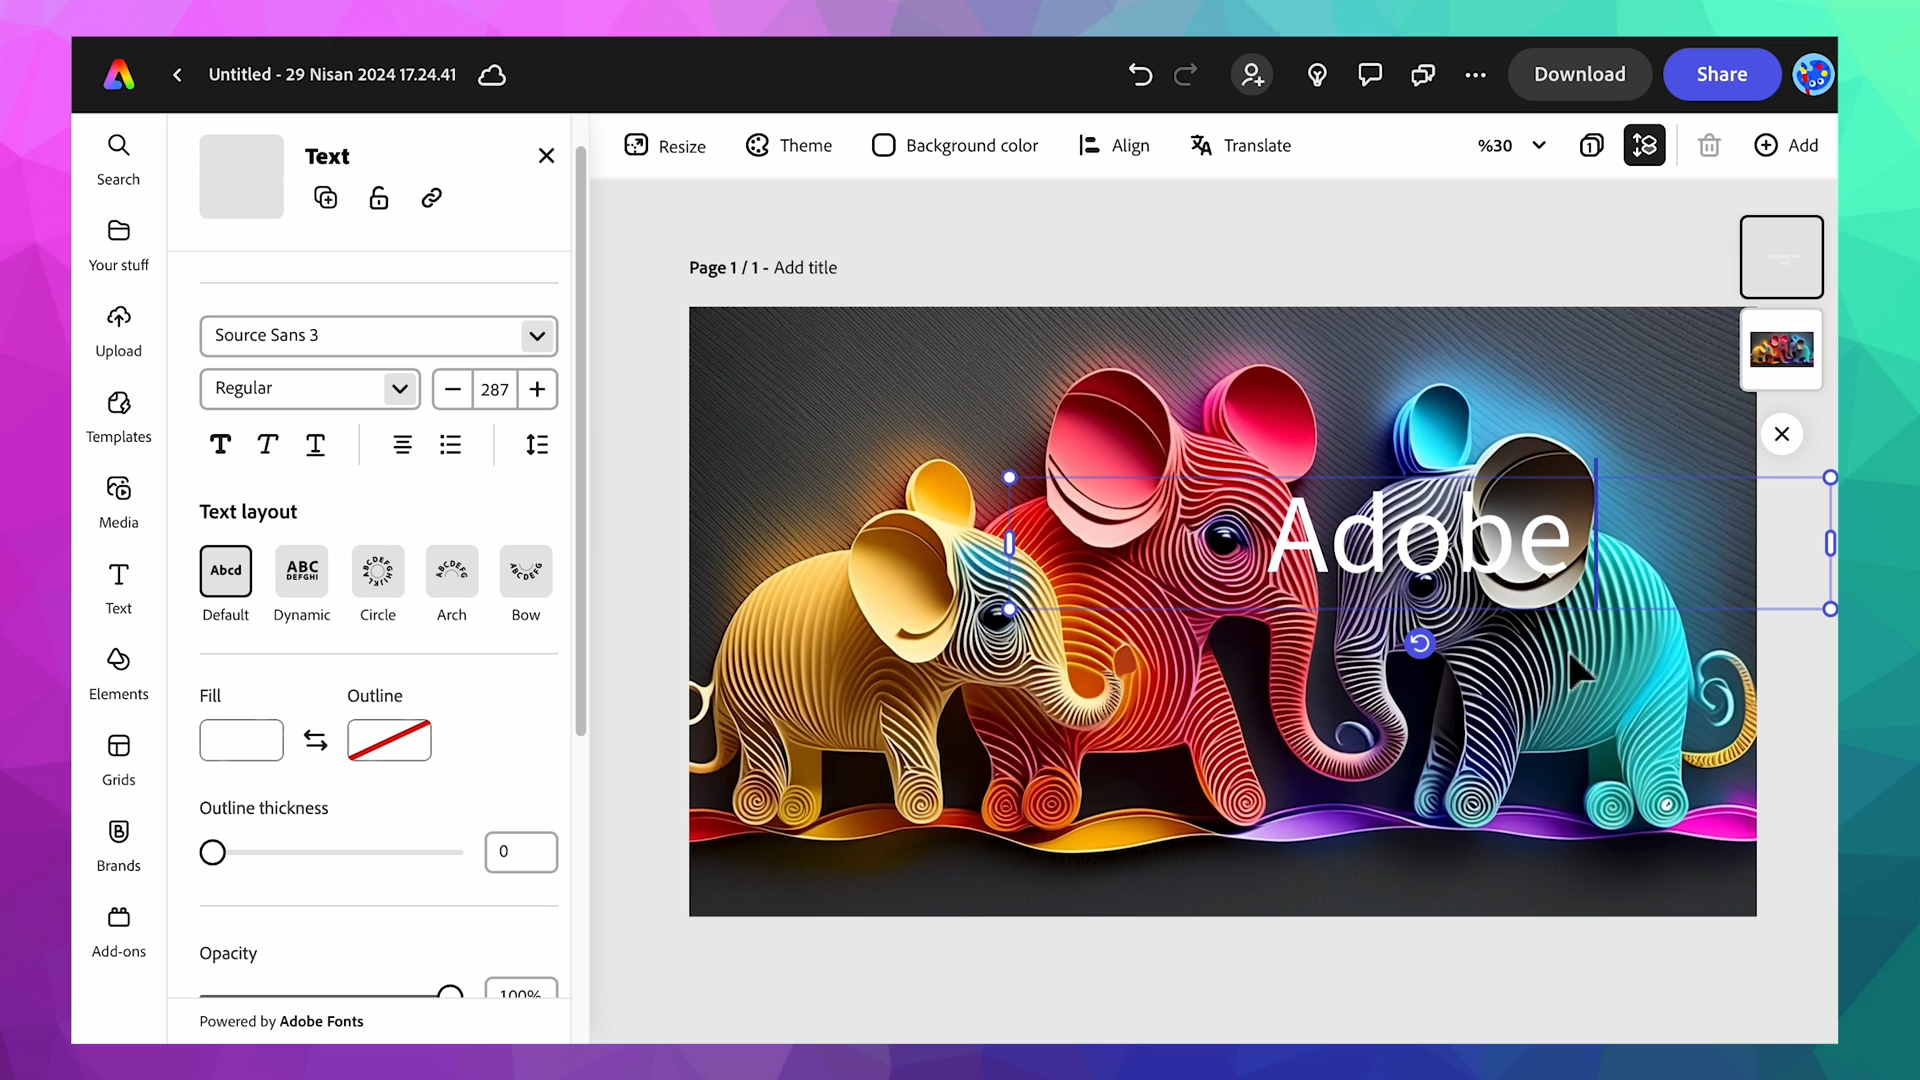 Untitled - 29 Nisan 2024 17.24.41
Download
Share
Search
Your stuff
Upload
Templates
Media
Text
Elements
Grids
Brands
Add-ons
Text
Source Sans 3
Regular
287
Text layout
Abcd
ABC
DEFGHI
Default
Dynamic
Circle
Arch
Bow
Fill
Outline
Outline thickness
0
Opacity
100%
Powered by Adobe Fonts
Resize
Theme
Background color
Align
Translate
%30
1
Add
Page 1 / 1 - Add title
Adobe